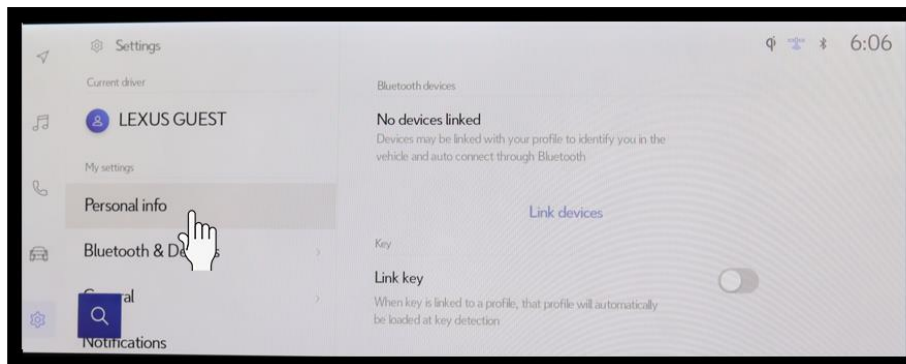 Settings
6:06
Current driver
LEXUS GUEST
My settings
Personal info
Bluetooth &
Notifications
Bluetooth devices
No devices linked
Devices may be linked with your profile to identify you in the
vehicle and auto connect through Bluetooth
Link devices
Key
Link key
When key is linked to a profile, that profile will automatically
be loaded at key detection